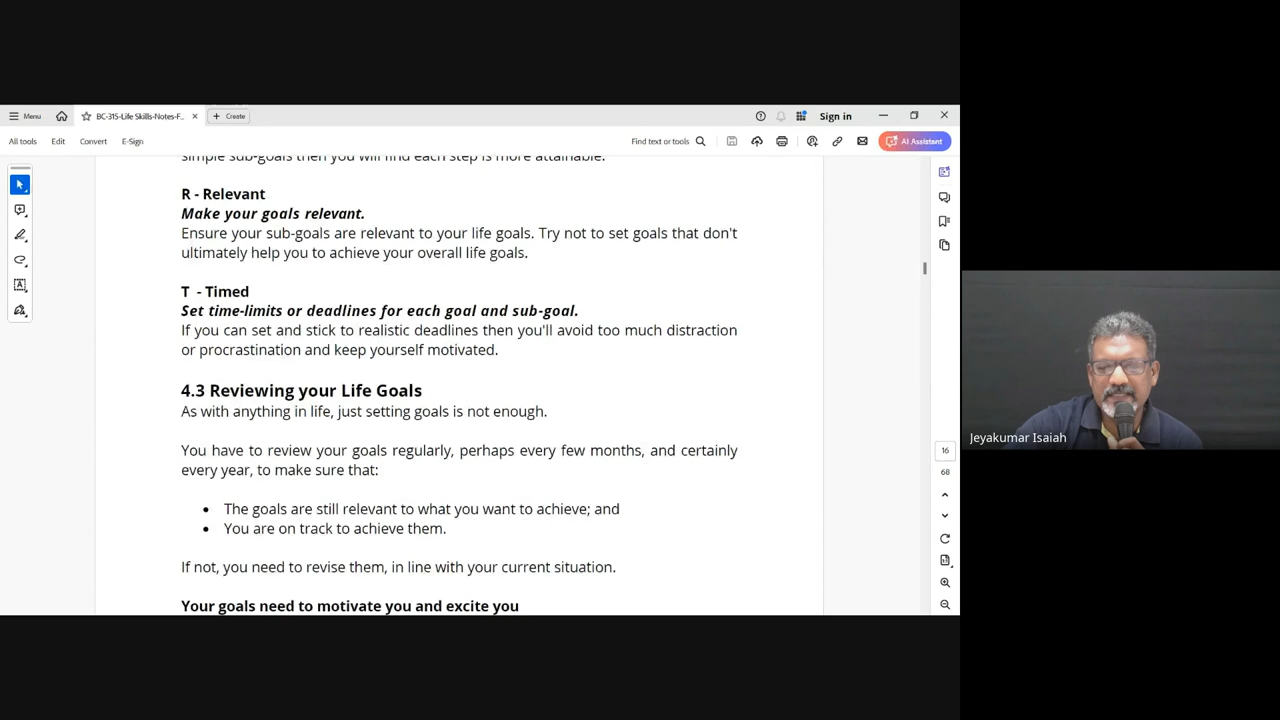 Menu
BC-315-Life Skills-Notes-F...
Create
Sign in
All tools
Edit
Convert
E-Sign
Find text or tools
AI Assistant
simple sub-goals then you will find each step is more attainable.
R - Relevant
Make your goals relevant.
Ensure your sub-goals are relevant to your life goals. Try not to set goals that don't
ultimately help you to achieve your overall life goals.
T - Timed
Set time-limits or deadlines for each goal and sub-goal.
If you can set and stick to realistic deadlines then you'll avoid too much distraction
or procrastination and keep yourself motivated.
4.3 Reviewing your Life Goals
As with anything in life, just setting goals is not enough.
You have to review your goals regularly, perhaps every few months, and certainly
every year, to make sure that:
• The goals are still relevant to what you want to achieve; and
• You are on track to achieve them.
If not, you need to revise them, in line with your current situation.
Your goals need to motivate you and excite you
16
68
Jeyakumar Isaiah